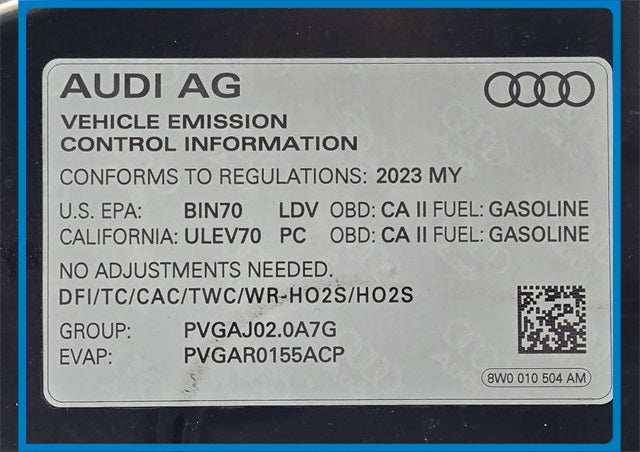 AUDI AG
VEHICLE EMISSION
CONTROL INFORMATION
CONFORMS TO REGULATIONS: 2023 MY
U.S. EPA: BIN70 LDV OBD: CA II FUEL: GASOLINE
CALIFORNIA: ULEV70 PC OBD: CA II FUEL: GASOLINE
NO ADJUSTMENTS NEEDED.
DFI/TC/CAC/TWC/WR-HO2S/HO2S
GROUP: PVGAJ02.0A7G
EVAP: PVGAR0155ACP
8W0 010 504 AM